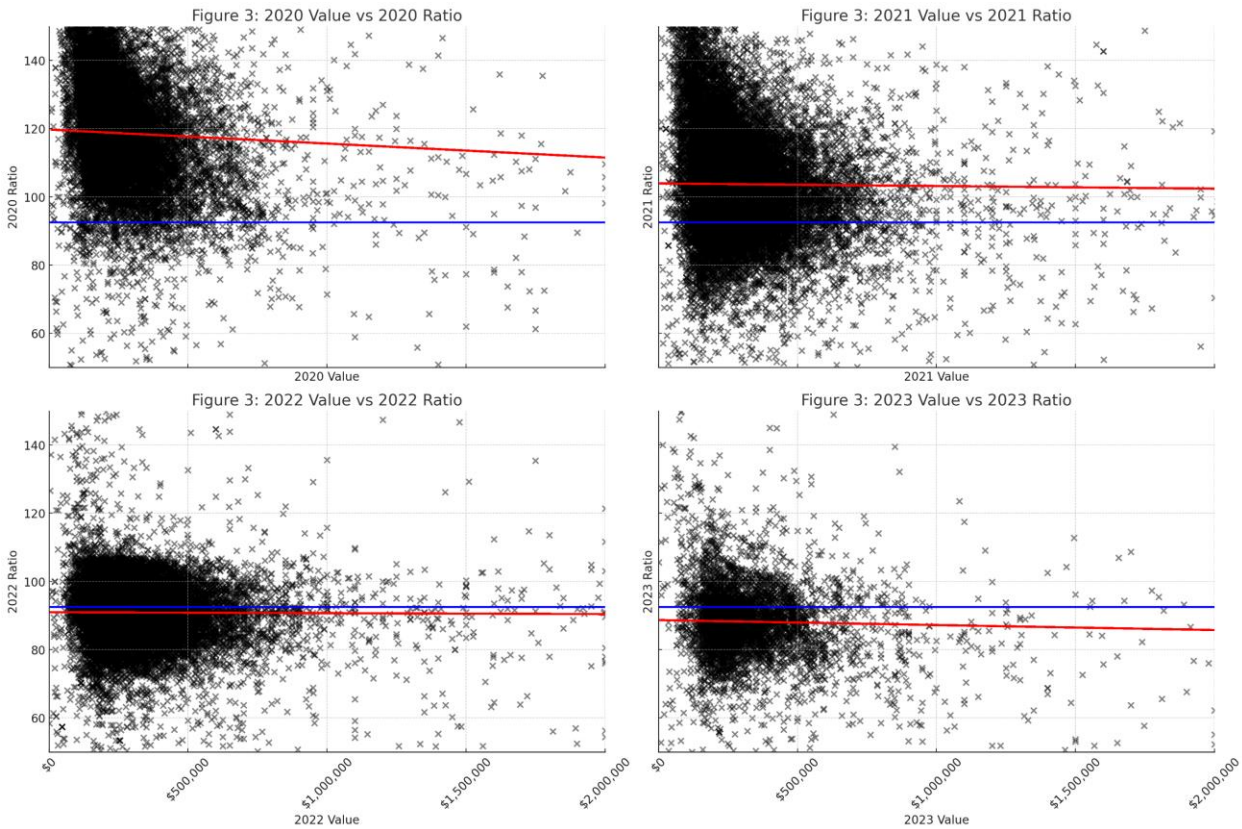 Figure 3: 2020 Value vs 2020 Ratio
140
120
100
80
60
2020 Ratio
2020 Value
Figure 3: 2021 Value vs 2021 Ratio
2021 Ratio
2021 Value
Figure 3: 2022 Value vs 2022 Ratio
140
120
100
80
60
2022 Ratio
$0
$500,000
$1,000,000
$1,500,000
$2,000,000
2022 Value
Figure 3: 2023 Value vs 2023 Ratio
2023 Ratio
$0
$500,000
$1,000,000
$1,500,000
$2,000,000
2023 Value